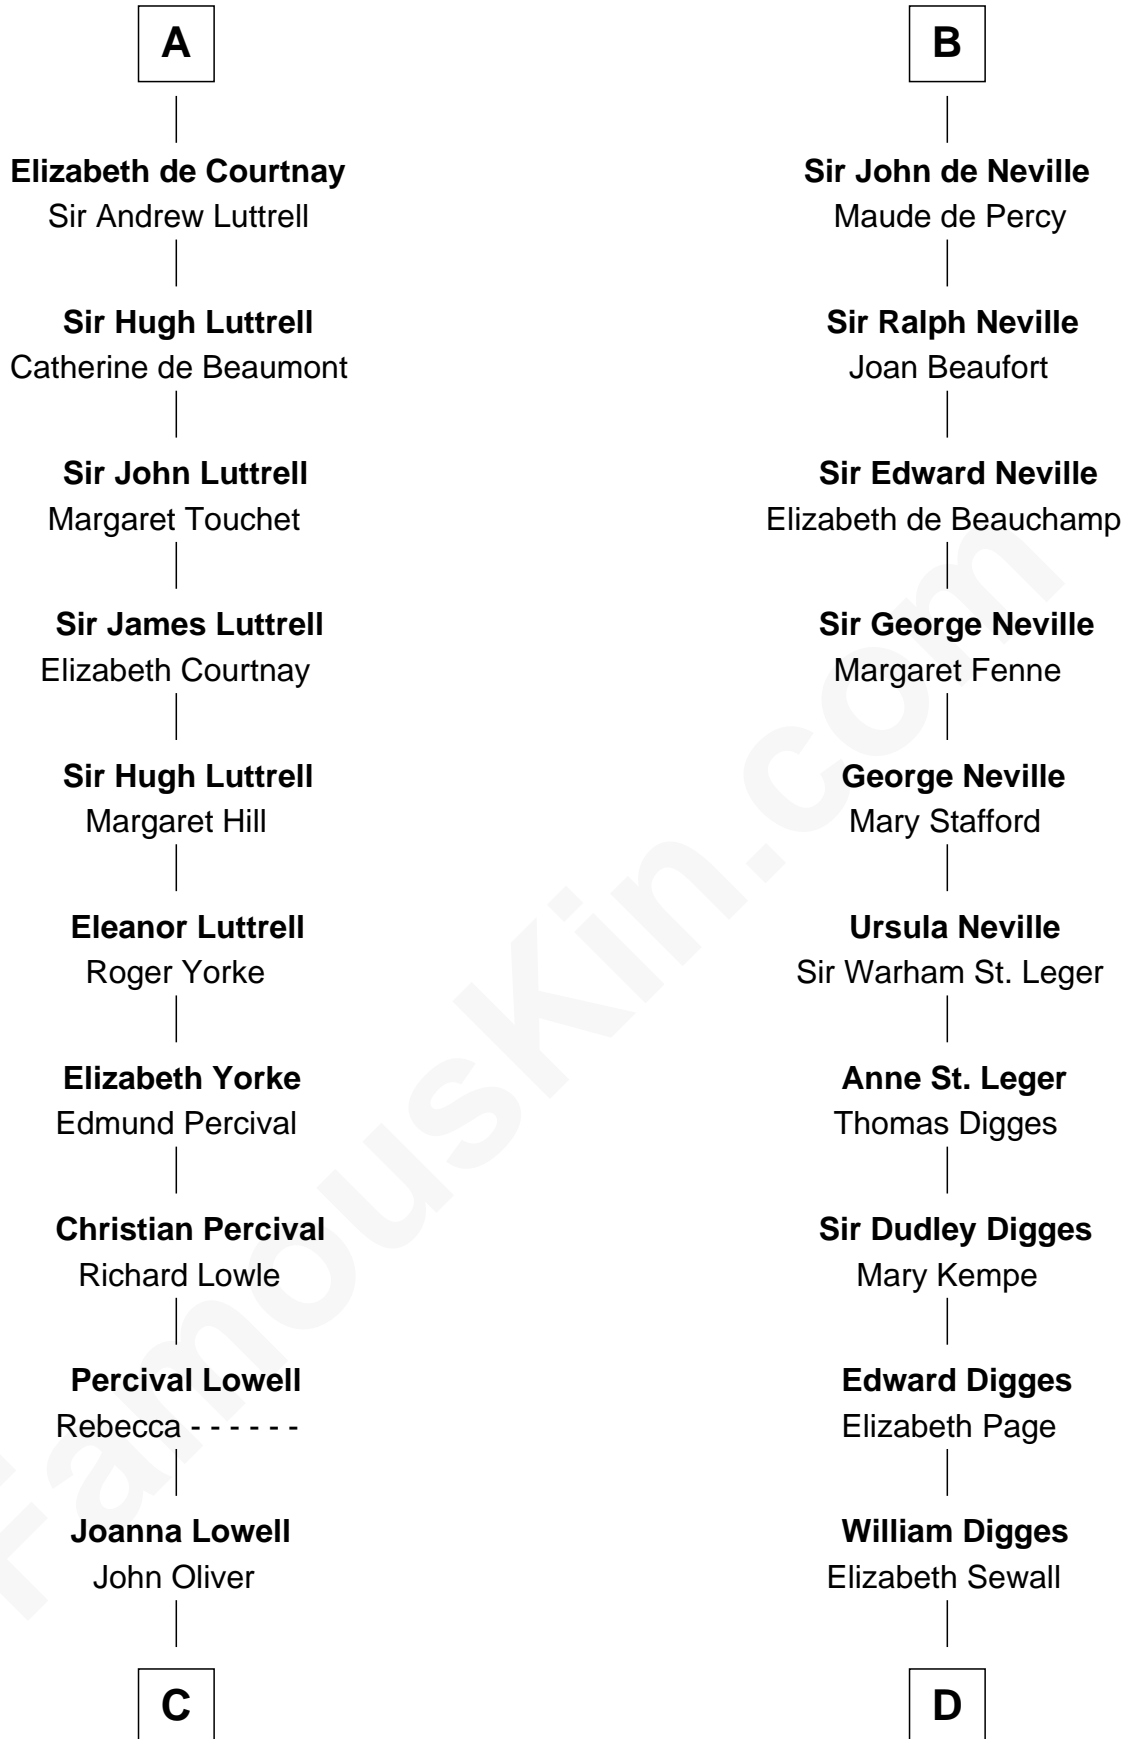 A
Elizabeth de Courtnay
Sir Andrew Luttrell
Sir Hugh Luttrell
Catherine de Beaumont
Sir John Luttrell
Margaret Touchet
Sir James Luttrell
Elizabeth Courtnay
Sir Hugh Luttrell
Margaret Hill
Eleanor Luttrell
Roger Yorke
Elizabeth Yorke
Edmund Percival
Christian Percival
Richard Lowle
Percival Lowell
Rebecca - - - - - -
Joanna Lowell
John Oliver
C
B
Sir John de Neville
Maude de Percy
Sir Ralph Neville
Joan Beaufort
Sir Edward Neville
Elizabeth de Beauchamp
Sir George Neville
Margaret Fenne
George Neville
Mary Stafford
Ursula Neville
Sir Warham St. Leger
Anne St. Leger
Thomas Digges
Sir Dudley Digges
Mary Kempe
Edward Digges
Elizabeth Page
William Digges
Elizabeth Sewall
D
FamousKin.com